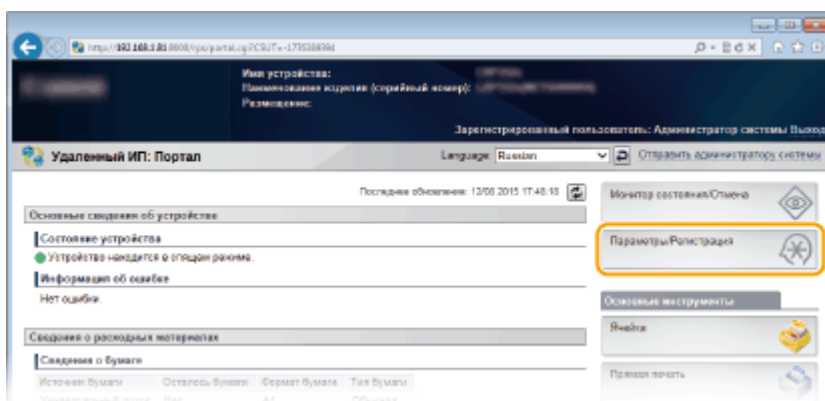 Имя устройства:
Наименование изделия (серийный номер):
Размещение:
Зарегистрированный пользователь: Администратор системы Выход
Удаленный ИП: Портал
Language: Russian
Отправить администратору системы
Последнее обновление: 12/08 2015 17:48:18
Монитор состояния/Отмена
Основные сведения об устройстве
Состояние устройства
Параметры/Регистрация
Устройство находится в спящем режиме.
Информация об ошибке
Нет ошибки.
Основные инструменты
Ячейка
Сведения о расходных материалах
Сведения о бумаге
Прямая печать
Источник бумаги Осталось бумаги Формат бумаги Тип бумаги